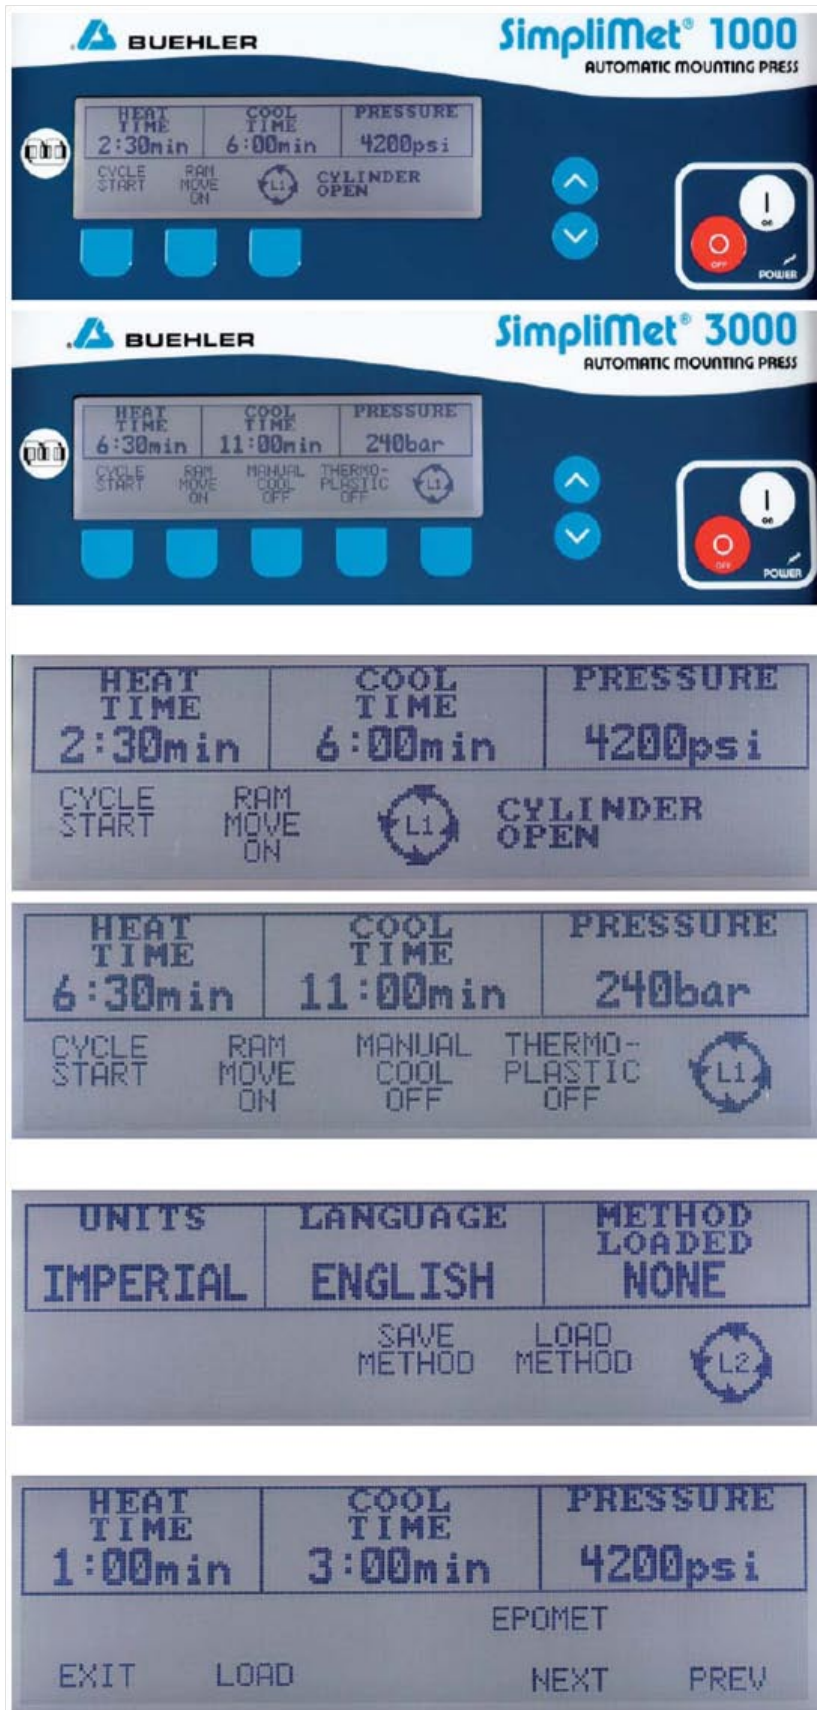 BUEHLER
SimpliMet® 1000
AUTOMATIC MOUNTING PRESS
HEAT TIME COOL TIME PRESSURE
2:30min 6:00min 4200psi
CYCLE START RAM MOVE ON L1 CYLINDER OPEN
ON
OFF
POWER
BUEHLER
SimpliMet® 3000
AUTOMATIC MOUNTING PRESS
HEAT TIME COOL TIME PRESSURE
6:30min 11:00min 240bar
CYCLE START RAM MOVE ON MANUAL COOL OFF THERMO-PLASTIC OFF L1
ON
OFF
POWER
HEAT TIME COOL TIME PRESSURE
2:30min 6:00min 4200psi
CYCLE START RAM MOVE ON L1 CYLINDER OPEN
HEAT TIME COOL TIME PRESSURE
6:30min 11:00min 240bar
CYCLE START RAM MOVE ON MANUAL COOL OFF THERMO-PLASTIC OFF L1
UNITS LANGUAGE METHOD LOADED
IMPERIAL ENGLISH NONE
SAVE METHOD LOAD METHOD L2
HEAT TIME COOL TIME PRESSURE
1:00min 3:00min 4200psi
EPOMET
EXIT LOAD NEXT PREV